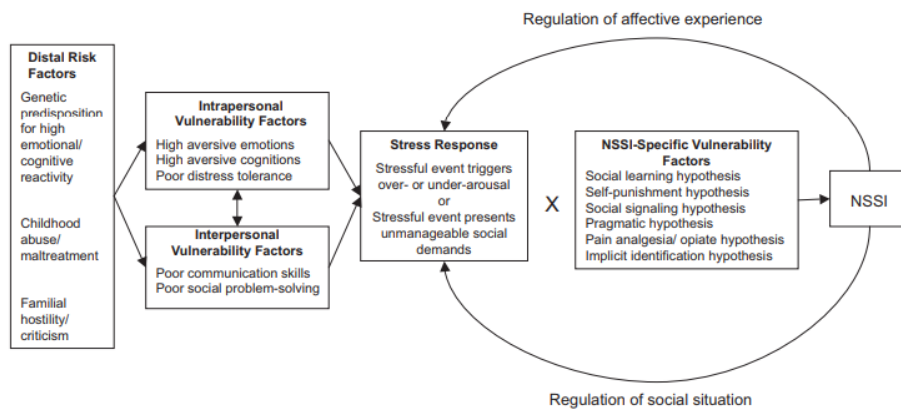 Regulation of affective experience
Distal Risk
Factors
Genetic
predisposition
for high
emotional/
cognitive
reactivity
Childhood
abuse/
maltreatment
Familial
hostility/
criticism
Intrapersonal
Vulnerability Factors
High aversive emotions
High aversive cognitions
Poor distress tolerance
Interpersonal
Vulnerability Factors
Poor communication skills
Poor social problem-solving
Stress Response
Stressful event triggers
over- or under-arousal
or
Stressful event presents
unmanageable social
demands
X
NSSI-Specific Vulnerability
Factors
Social learning hypothesis
Self-punishment hypothesis
Social signaling hypothesis
Pragmatic hypothesis
Pain analgesia/ opiate hypothesis
Implicit identification hypothesis
NSSI
Regulation of social situation